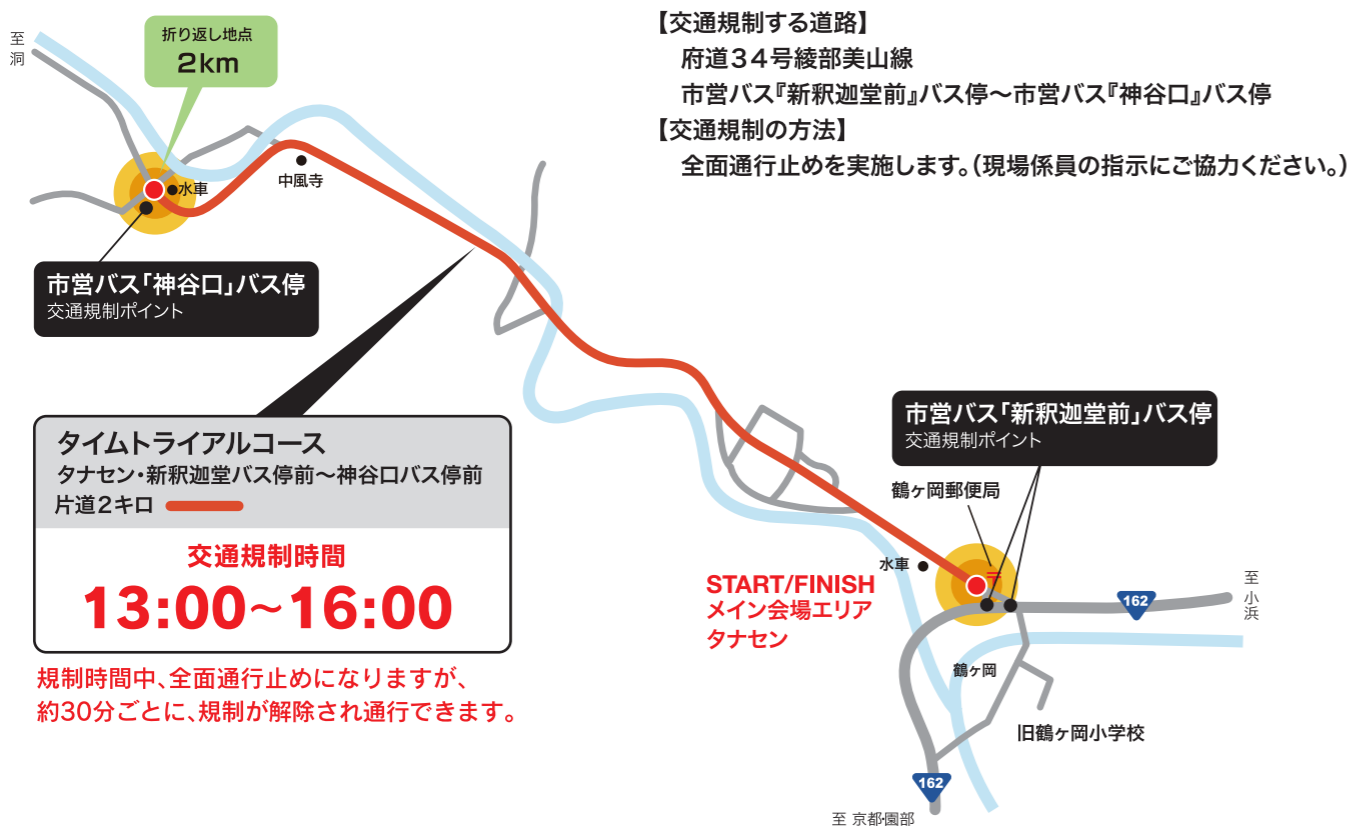 【交通規制する道路】
府道34号綾部美山線
市営バス『新釈迦堂前』バス停〜市営バス『神谷口』バス停
【交通規制の方法】
全面通行止めを実施します。（現場係員の指示にご協力ください。）
至
洞
折り返し地点
2km
水車
中風寺
市営バス「神谷口」バス停
交通規制ポイント
タイムトライアルコース
タナセン・新釈迦堂バス停前〜神谷口バス停前
片道2キロ
交通規制時間
13:00〜16:00
規制時間中、全面通行止めになりますが、
約30分ごとに、規制が解除され通行できます。
市営バス「新釈迦堂前」バス停
交通規制ポイント
鶴ヶ岡郵便局
水車
〒
START/FINISH
メイン会場エリア
タナセン
162
至
小
浜
鶴ヶ岡
旧鶴ヶ岡小学校
162
至 京都・園部